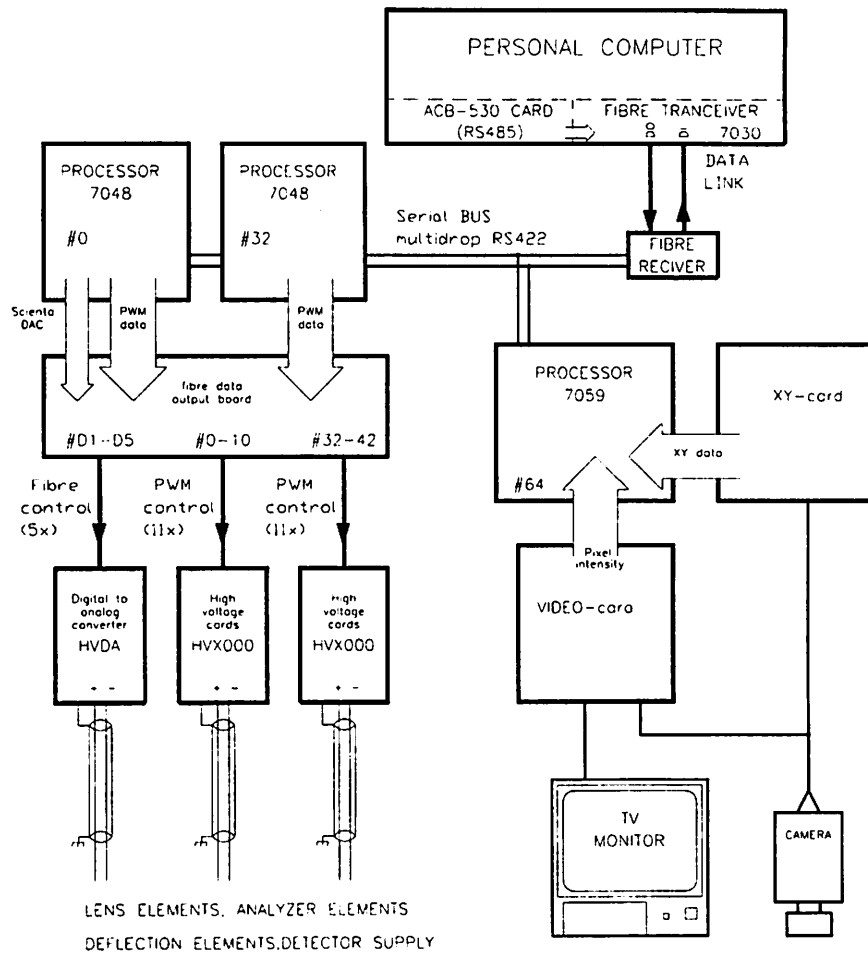 PERSONAL COMPUTER
ACB-530 CARD
(RS485)
FIBRE TRANCEIVER
7030
DATA
LINK
PROCESSOR
7048
#0
PROCESSOR
7048
#32
Serial BUS
multidrop RS422
FIBRE
RECIVER
Scienta
DAC
PWM
data
PWM
data
fibre data
output board
#D1--D5
#0-10
#32-42
PROCESSOR
7059
#64
XY data
XY-card
Fibre
control
(5x)
PWM
control
(11x)
PWM
control
(11x)
Pixel
intensity
VIDEO-card
Digital to
analog
converter
HVDA
+ -
High
voltage
cards
HVX000
+ -
High
voltage
cards
HVX000
+ -
TV
MONITOR
CAMERA
LENS ELEMENTS, ANALYZER ELEMENTS
DEFLECTION ELEMENTS,DETECTOR SUPPLY